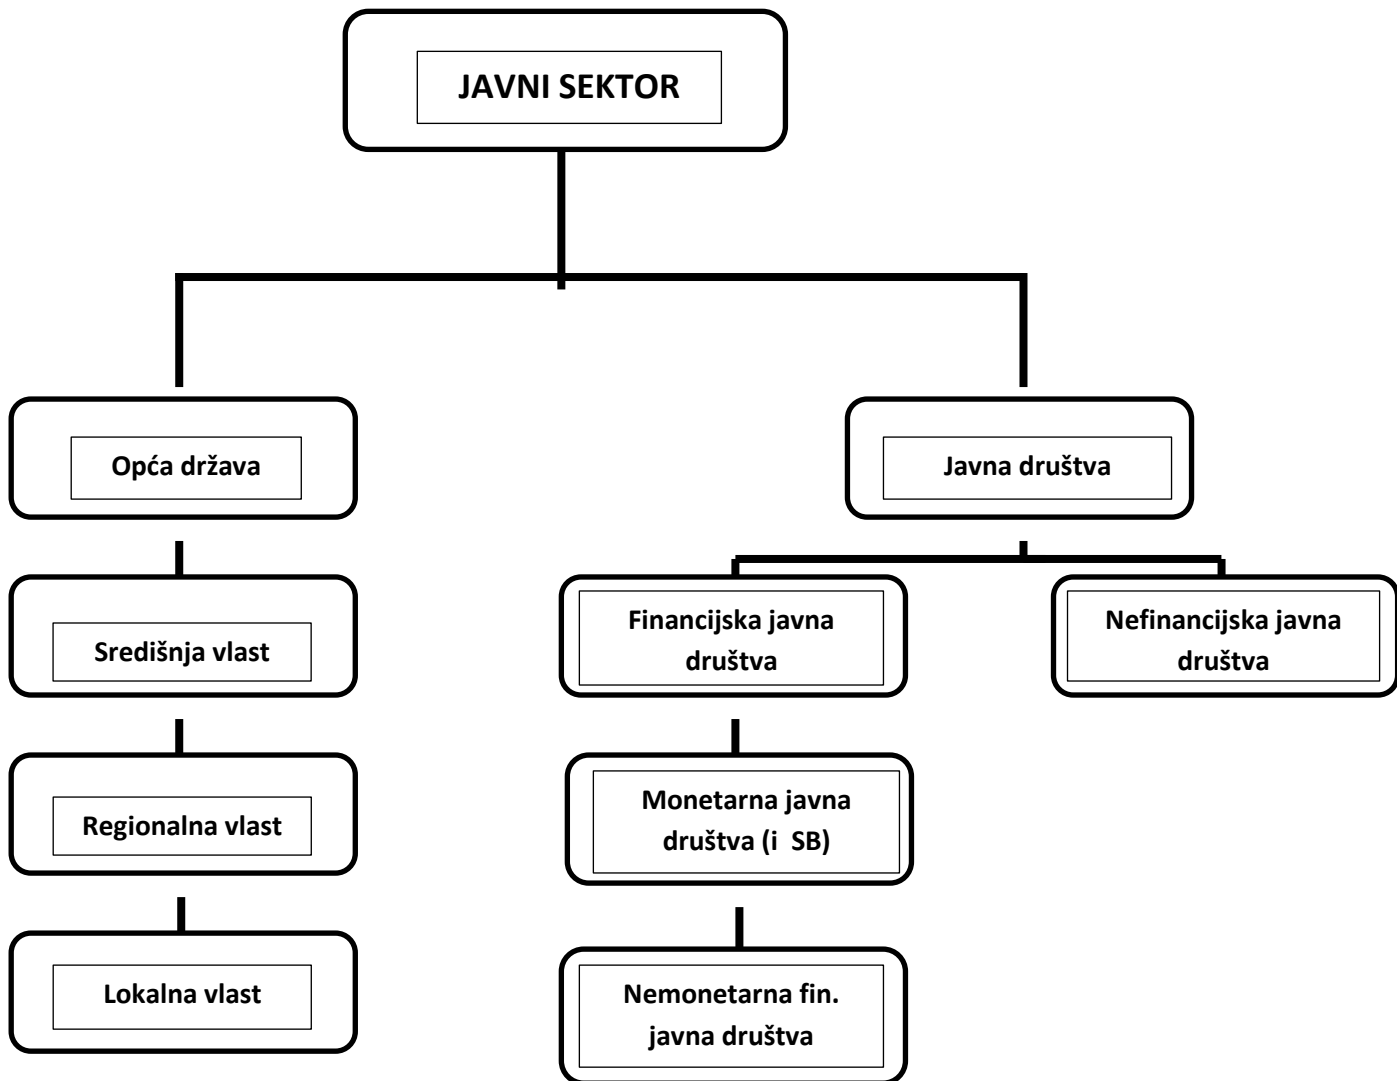 JAVNI SEKTOR
Opća država
Javna društva
Središnja vlast
Financijska javna
društva
Nefinancijska javna
društva
Regionalna vlast
Monetarna javna
društva (i SB)
Lokalna vlast
Nemonetarna fin.
javna društva